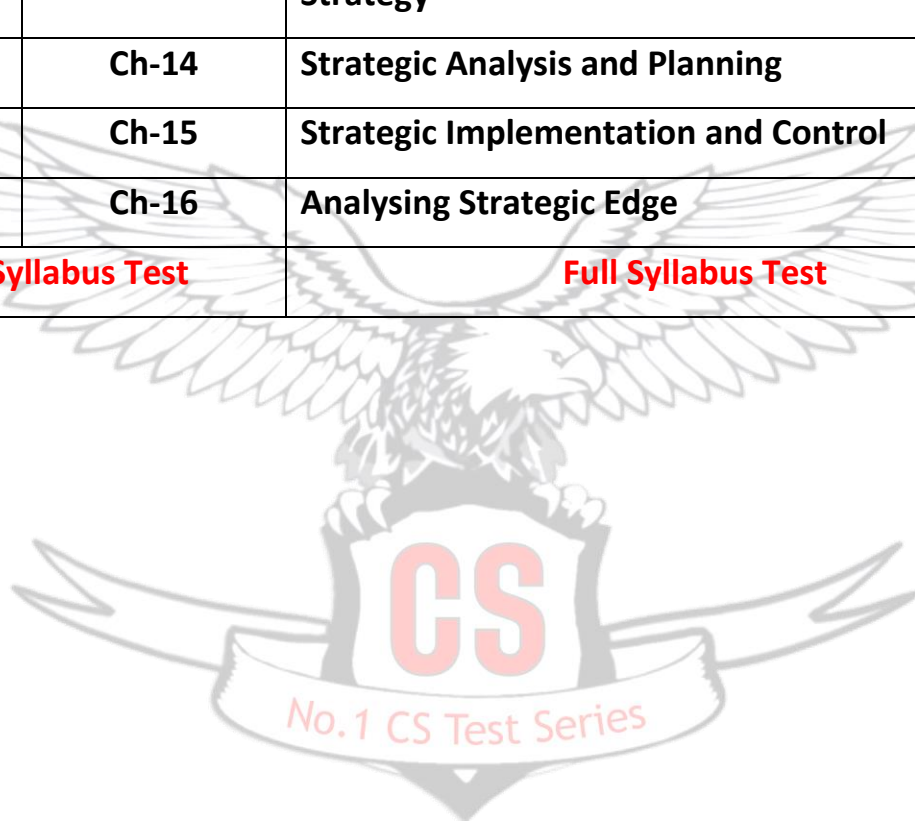 Strategy
Ch-14 Strategic Analysis and Planning
Ch-15 Strategic Implementation and Control
Ch-16 Analysing Strategic Edge
Syllabus Test Full Syllabus Test
CS
No.1 CS Test Series